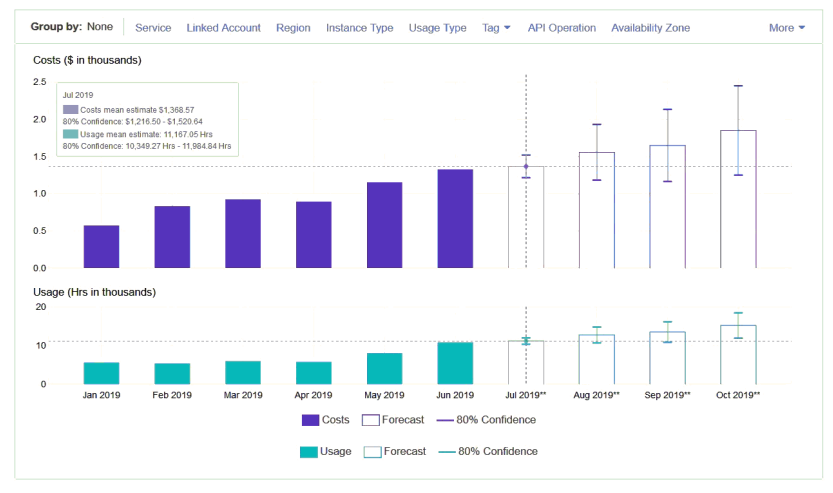 Group by: None Service Linked Account Region Instance Type Usage Type Tag API Operation Availability Zone More
Costs ($ in thousands)
2.5
Jul 2019
Costs mean estimate $1,368.57
80% Confidence: $1,216.50 - $1,520.64
Usage mean estimate: 11,167.05 Hrs
80% Confidence: 10,349.27 Hrs - 11,984.84 Hrs
2.0
1.5
1.0
0.5
0.0
Usage (Hrs in thousands)
20
10
0
Jan 2019 Feb 2019 Mar 2019 Apr 2019 May 2019 Jun 2019 Jul 2019** Aug 2019** Sep 2019** Oct 2019**
Costs Forecast 80% Confidence
Usage Forecast 80% Confidence